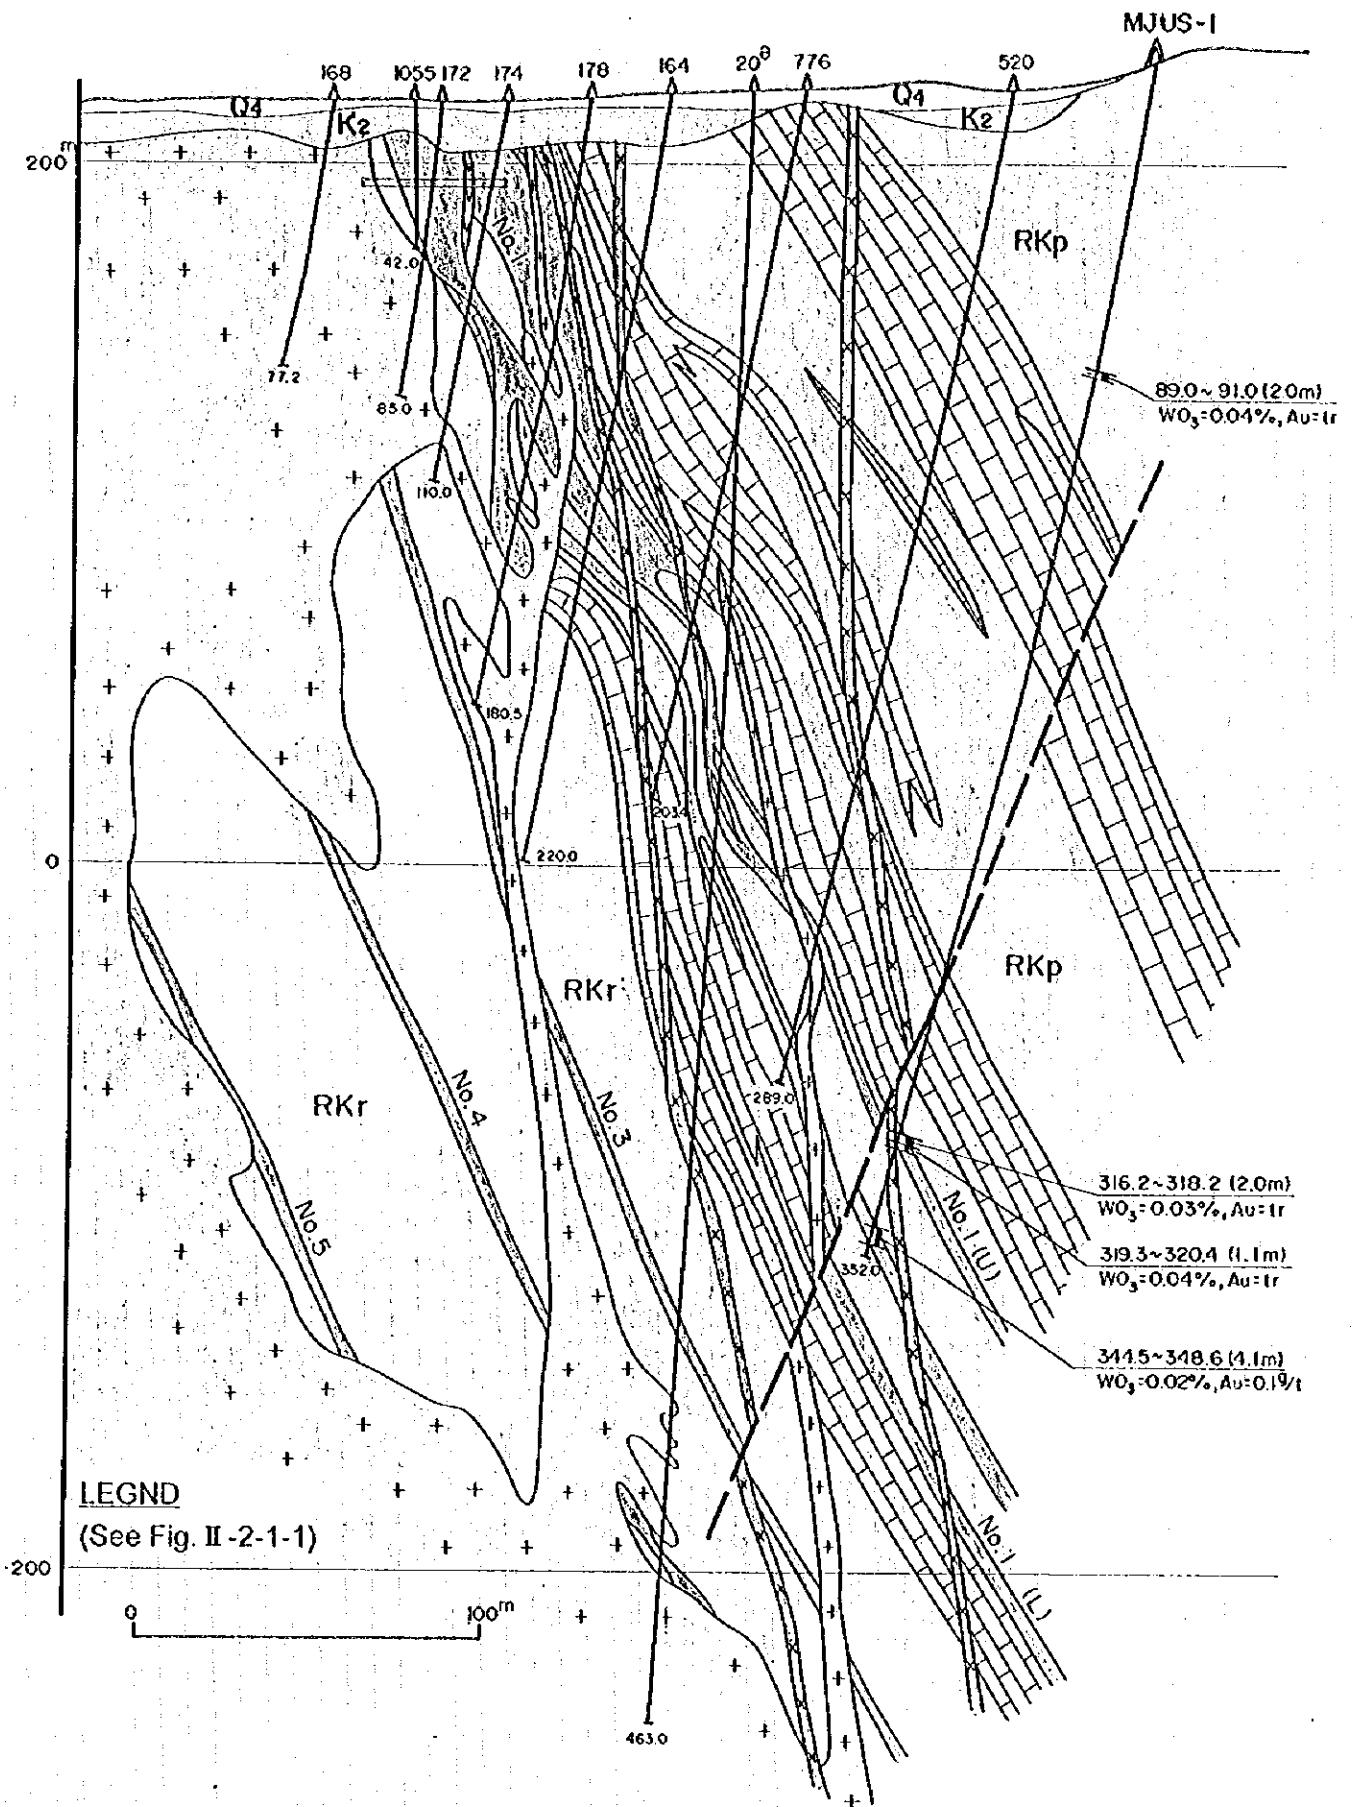 MJUS-1
168 1055 172 174 178 164 20ᶿ 776 520
Q4 Q4
K2 K2
200ᵐ
RKp
No.1
42.0
77.2
85.0
89.0~91.0 (2.0m)
WO₃=0.04%, Au=tr
110.0
180.5
203.4
0
220.0
RKr
RKp
289.0
RKr
No.4
No.3
No.5
316.2~318.2 (2.0m)
WO₃=0.03%, Au=tr
No.1 (U)
319.3~320.4 (1.1m)
WO₃=0.04%, Au=tr
352.0
344.5~348.6 (4.1m)
WO₃=0.02%, Au=0.1g/t
LEGND
(See Fig. II-2-1-1)
No.1 (L)
-200
0 100ᵐ
463.0